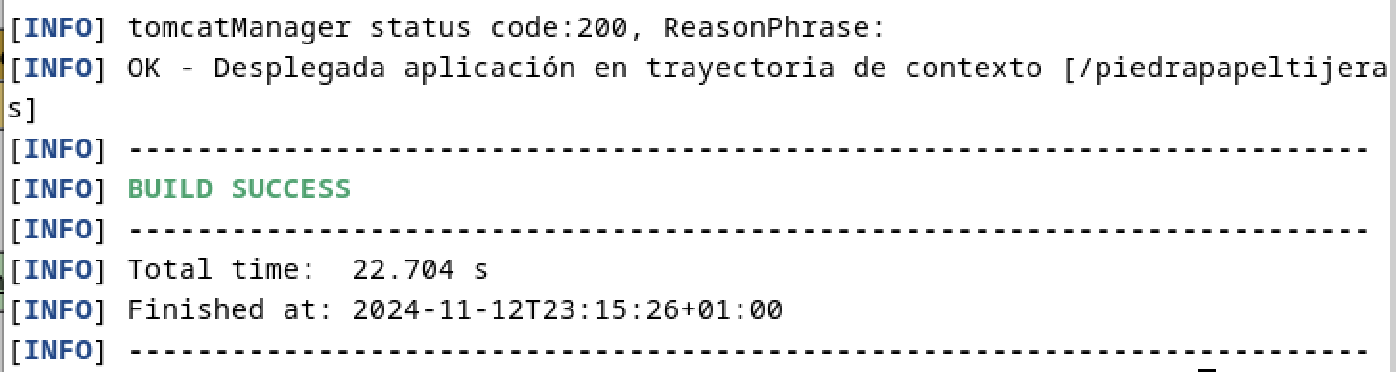 [INFO] tomcatManager status code:200, ReasonPhrase:
[INFO] OK - Desplegada aplicación en trayectoria de contexto [/piedrapapeltijera
s]
[INFO] ------------------------------------------------------------------------
[INFO] BUILD SUCCESS
[INFO] ------------------------------------------------------------------------
[INFO] Total time:  22.704 s
[INFO] Finished at: 2024-11-12T23:15:26+01:00
[INFO] ------------------------------------------------------------------------